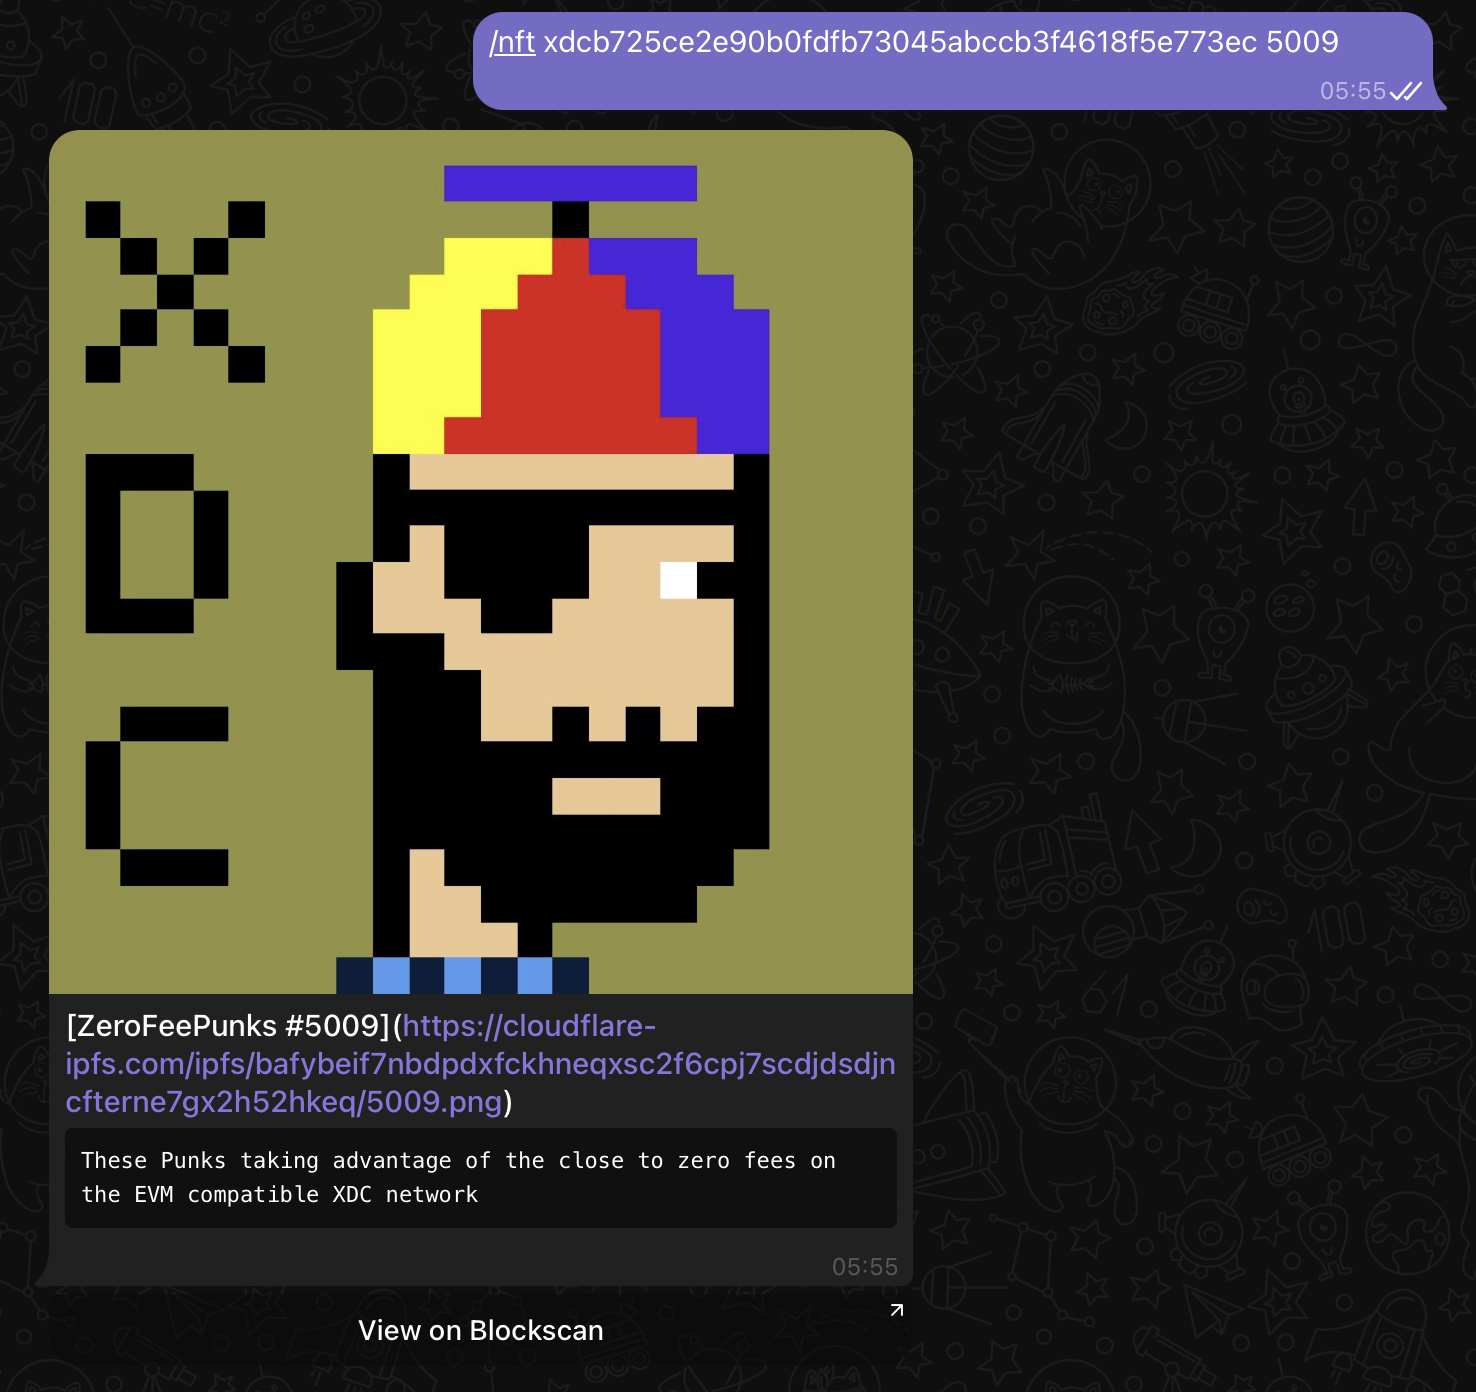 /nft xdcb725ce2e90b0fdfb73045abccb3f4618f5e773ec 5009
05:55
X
D
C
[ZeroFeePunks #5009](https://cloudflare-
ipfs.com/ipfs/bafybeif7nbdpdxfckhneqxsc2f6cpj7scdjdsdjn
cfterne7gx2h52hkeq/5009.png)
These Punks taking advantage of the close to zero fees on
the EVM compatible XDC network
05:55
View on Blockscan